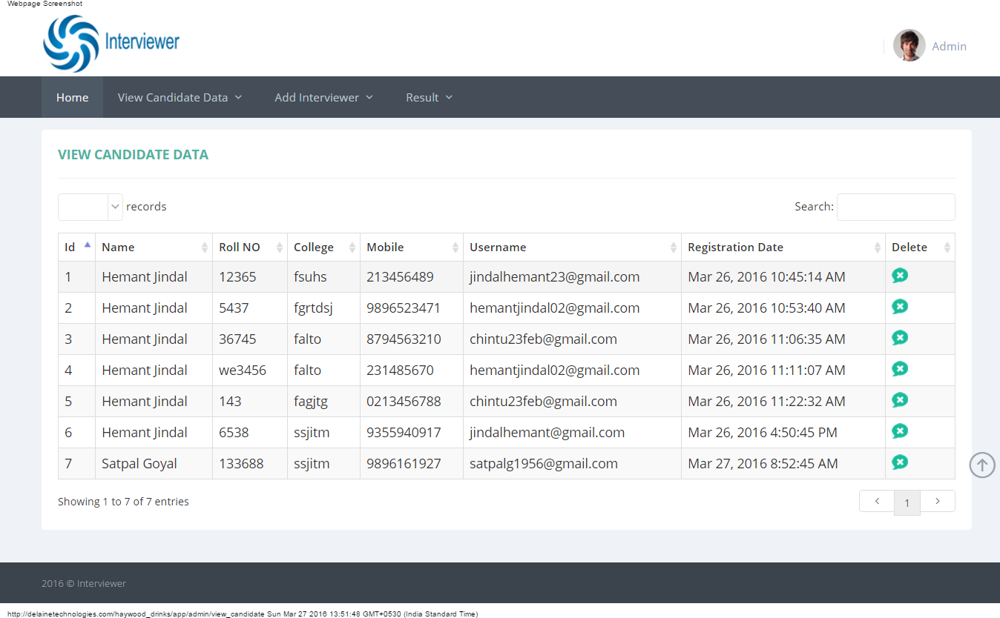 Webpage Screenshot
Interviewer
Admin
Home View Candidate Data Add Interviewer Result
VIEW CANDIDATE DATA
records Search:
Id Name Roll NO College Mobile Username Registration Date Delete
1 Hemant Jindal 12365 fsuhs 213456489 jindalhemant23@gmail.com Mar 26, 2016 10:45:14 AM
2 Hemant Jindal 5437 fgrtdsj 9896523471 hemantjindal02@gmail.com Mar 26, 2016 10:53:40 AM
3 Hemant Jindal 36745 falto 8794563210 chintu23feb@gmail.com Mar 26, 2016 11:06:35 AM
4 Hemant Jindal we3456 falto 231485670 hemantjindal02@gmail.com Mar 26, 2016 11:11:07 AM
5 Hemant Jindal 143 fagjtg 0213456788 chintu23feb@gmail.com Mar 26, 2016 11:22:32 AM
6 Hemant Jindal 6538 ssjitm 9355940917 jindalhemant@gmail.com Mar 26, 2016 4:50:45 PM
7 Satpal Goyal 133688 ssjitm 9896161927 satpalg1956@gmail.com Mar 27, 2016 8:52:45 AM
Showing 1 to 7 of 7 entries 1
2016 © Interviewer
http://delainetechnologies.com/haywood_drinks/app/admin/view_candidate Sun Mar 27 2016 13:51:48 GMT+0530 (India Standard Time)